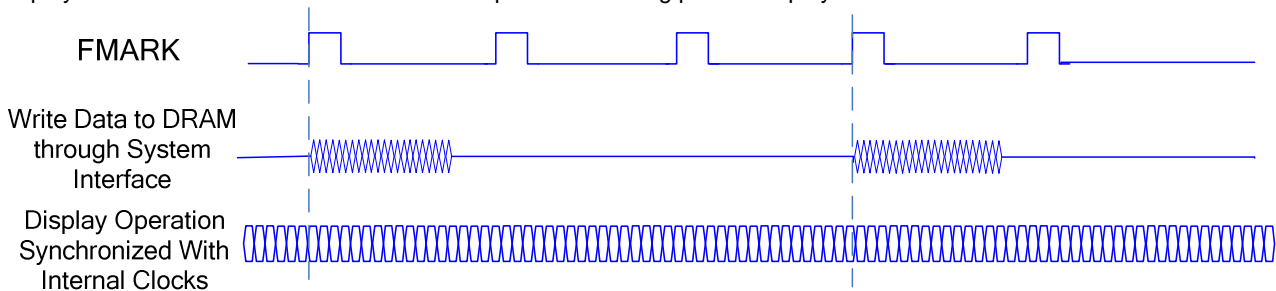 FMARK
Write Data to DRAM
through System
Interface
Display Operation
Synchronized With
Internal Clocks